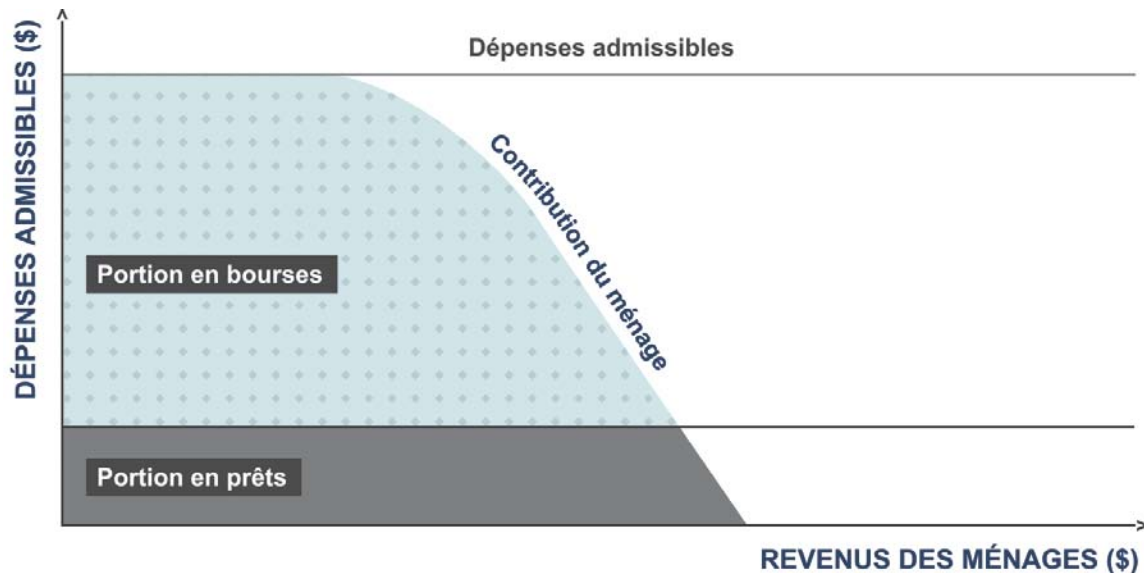 DÉPENSES ADMISSIBLES ($)
Dépenses admissibles
Contribution du ménage
Portion en bourses
Portion en prêts
REVENUS DES MÉNAGES ($)